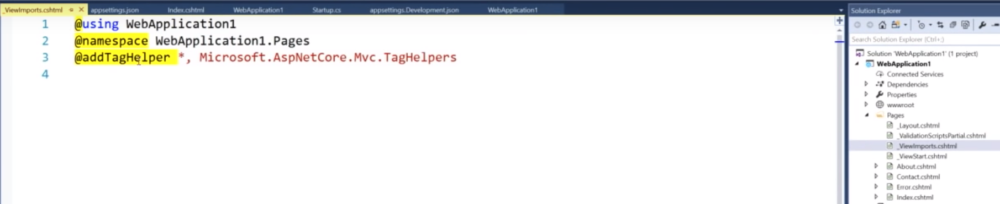 _ViewImports.cshtml appsettings.json Index.cshtml WebApplication1 Startup.cs appsettings.Development.json WebApplication1
1 @using WebApplication1
2 @namespace WebApplication1.Pages
3 @addTagHelper *, Microsoft.AspNetCore.Mvc.TagHelpers
4
Solution Explorer
Search Solution Explorer (Ctrl+;)
Solution 'WebApplication1' (1 project)
WebApplication1
Connected Services
Dependencies
Properties
wwwroot
Pages
_Layout.cshtml
_ValidationScriptsPartial.cshtml
_ViewImports.cshtml
_ViewStart.cshtml
About.cshtml
Contact.cshtml
Error.cshtml
Index.cshtml